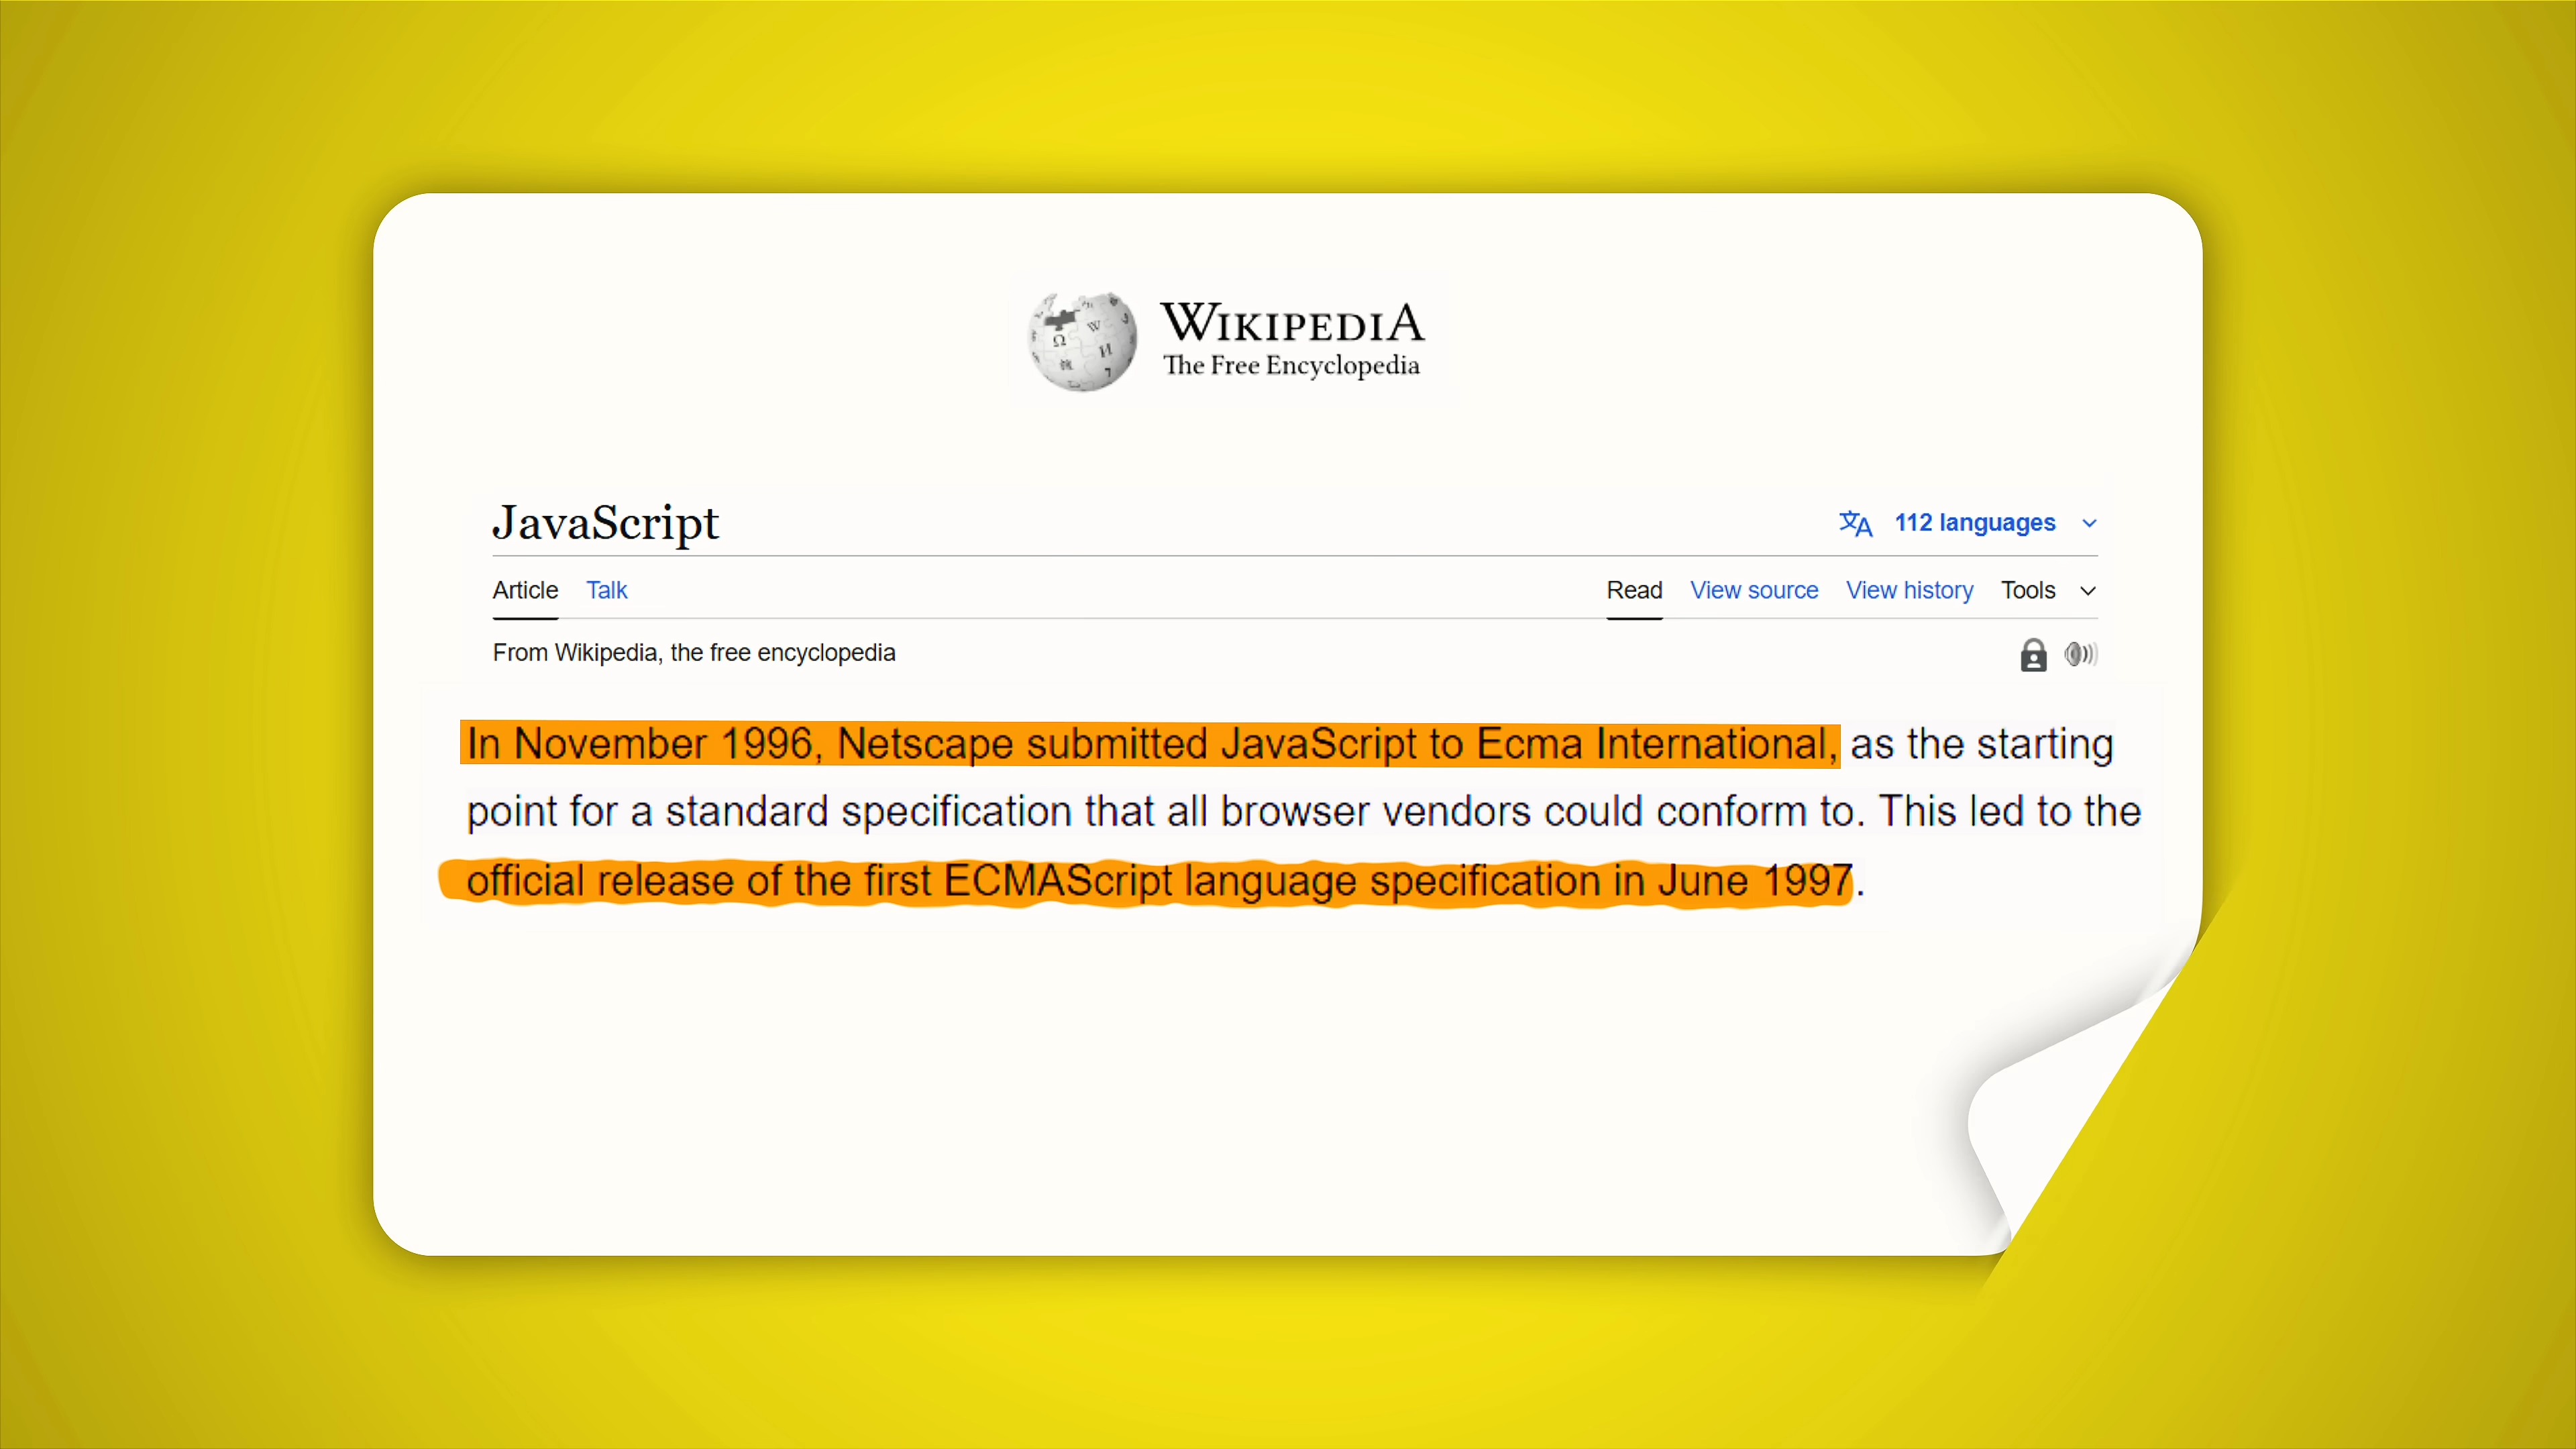 WIKIPEDIA
The Free Encyclopedia
JavaScript
112 languages
Article Talk
Read View source View history Tools
From Wikipedia, the free encyclopedia
In November 1996, Netscape submitted JavaScript to Ecma International, as the starting
point for a standard specification that all browser vendors could conform to. This led to the
official release of the first ECMAScript language specification in June 1997.